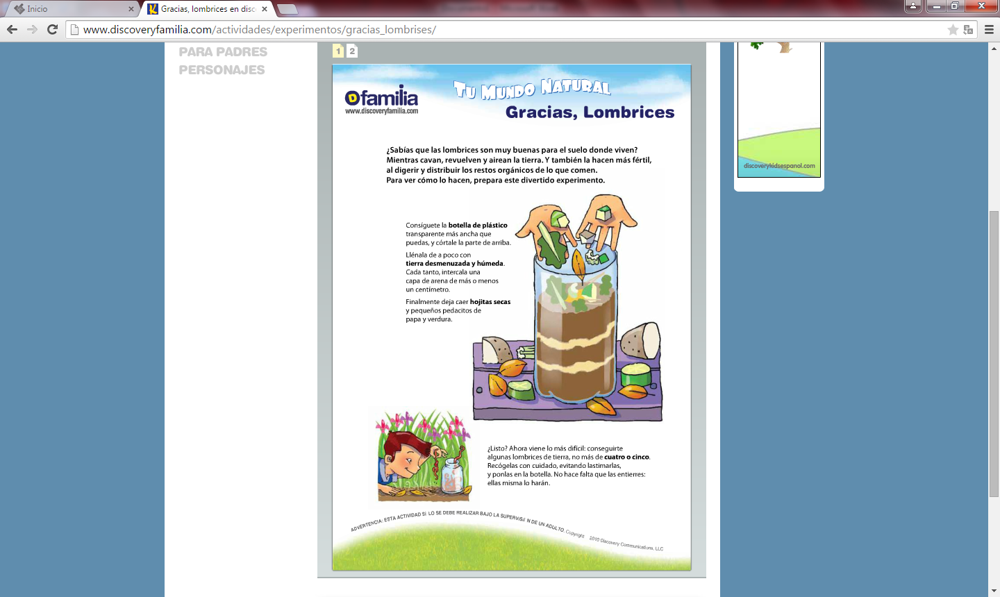 Inicio
Gracias, lombrices en disc
www.discoveryfamilia.com/actividades/experimentos/gracias_lombrises/
PARA PADRES
PERSONAJES
1 2
familia
www.discoveryfamilia.com
TU MUNDO NATURAL
Gracias, Lombrices
¿Sabías que las lombrices son muy buenas para el suelo donde viven?
Mientras cavan, revuelven y airean la tierra. Y también la hacen más fértil,
al digerir y distribuir los restos orgánicos de lo que comen.
Para ver cómo lo hacen, prepara este divertido experimento.
Consíguete la botella de plástico
transparente más ancha que
puedas, y córtale la parte de arriba.
Llénala de a poco con
tierra desmenuzada y húmeda.
Cada tanto, intercala una
capa de arena de más o menos
un centímetro.
Finalmente deja caer hojitas secas
y pequeños pedacitos de
papa y verdura.
¿Listo? Ahora viene lo más difícil: conseguirte
algunas lombrices de tierra, no más de cuatro o cinco.
Recógelas con cuidado, evitando lastimarlas,
y ponlas en la botella. No hace falta que las entierres:
ellas misma lo harán.
ADVERTENCIA: ESTA ACTIVIDAD Sí LO SE DEBE REALIZAR BAJO LA SUPERVISIí N DE UN ADULTO. Copyright 2010 Discovery Communications, LLC
discoverykidsespanol.com